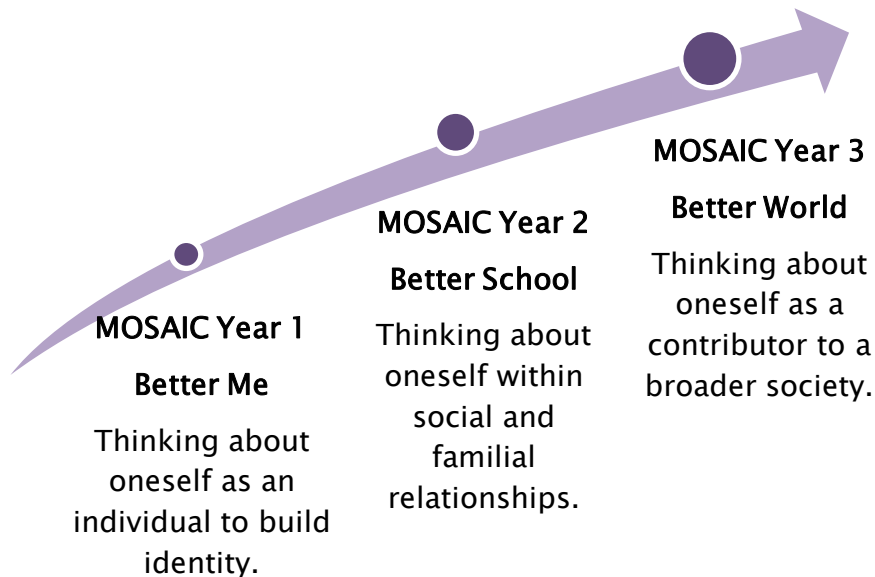 MOSAIC Year 1
Better Me
Thinking about
oneself as an
individual to build
identity.
MOSAIC Year 2
Better School
Thinking about
oneself within
social and
familial
relationships.
MOSAIC Year 3
Better World
Thinking about
oneself as a
contributor to a
broader society.